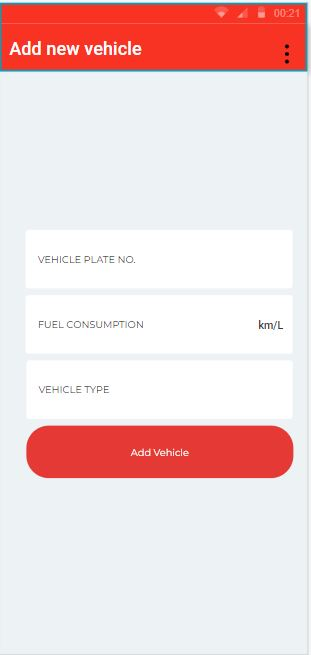 00:21
Add new vehicle
VEHICLE PLATE NO.
FUEL CONSUMPTION km/L
VEHICLE TYPE
Add Vehicle